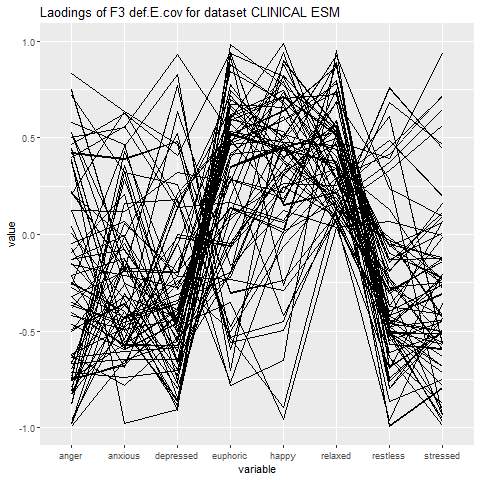 Laodings of F3 def.E.cov for dataset CLINICAL ESM
1.0
0.5
0.0
-0.5
-1.0
value
anger anxious depressed euphoric happy relaxed restless stressed
variable